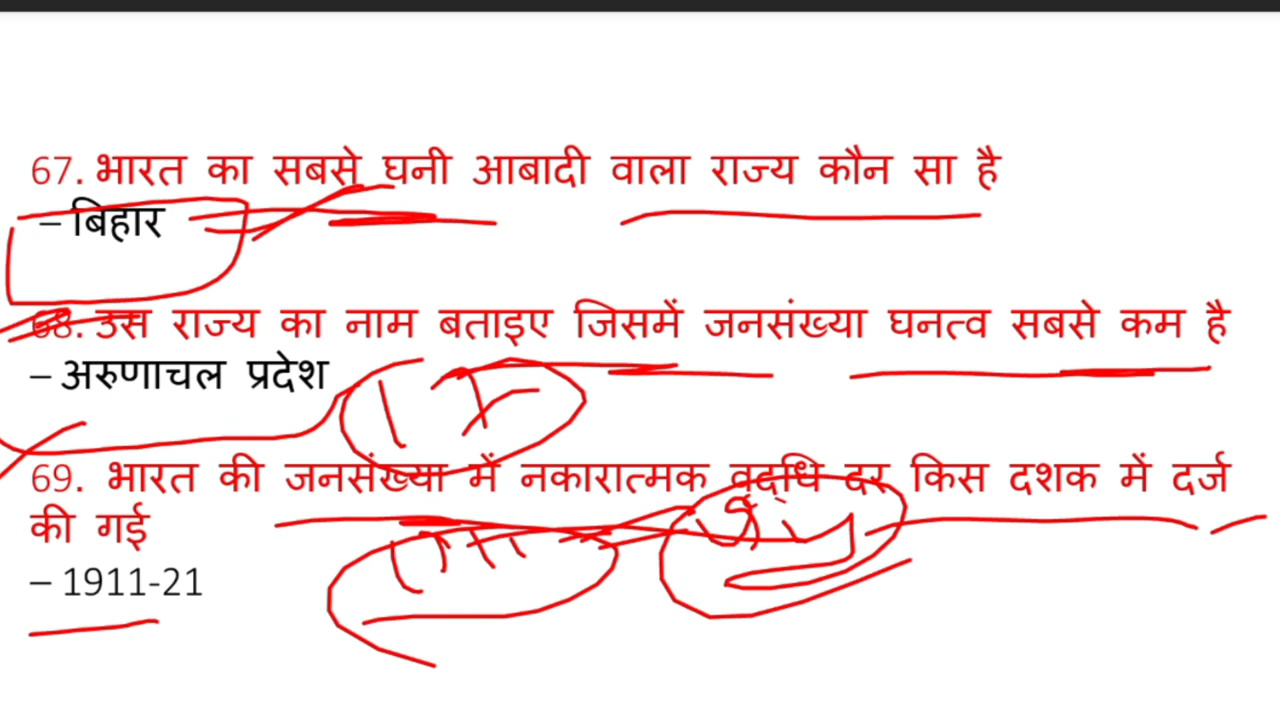 67. भारत का सबसे घनी आबादी वाला राज्य कौन सा है
– बिहार
68. उस राज्य का नाम बताइए जिसमें जनसंख्या घनत्व सबसे कम है
– अरुणाचल प्रदेश
17
69. भारत की जनसंख्या में नकारात्मक वृद्धि दर किस दशक में दर्ज
की गई
– 1911-21